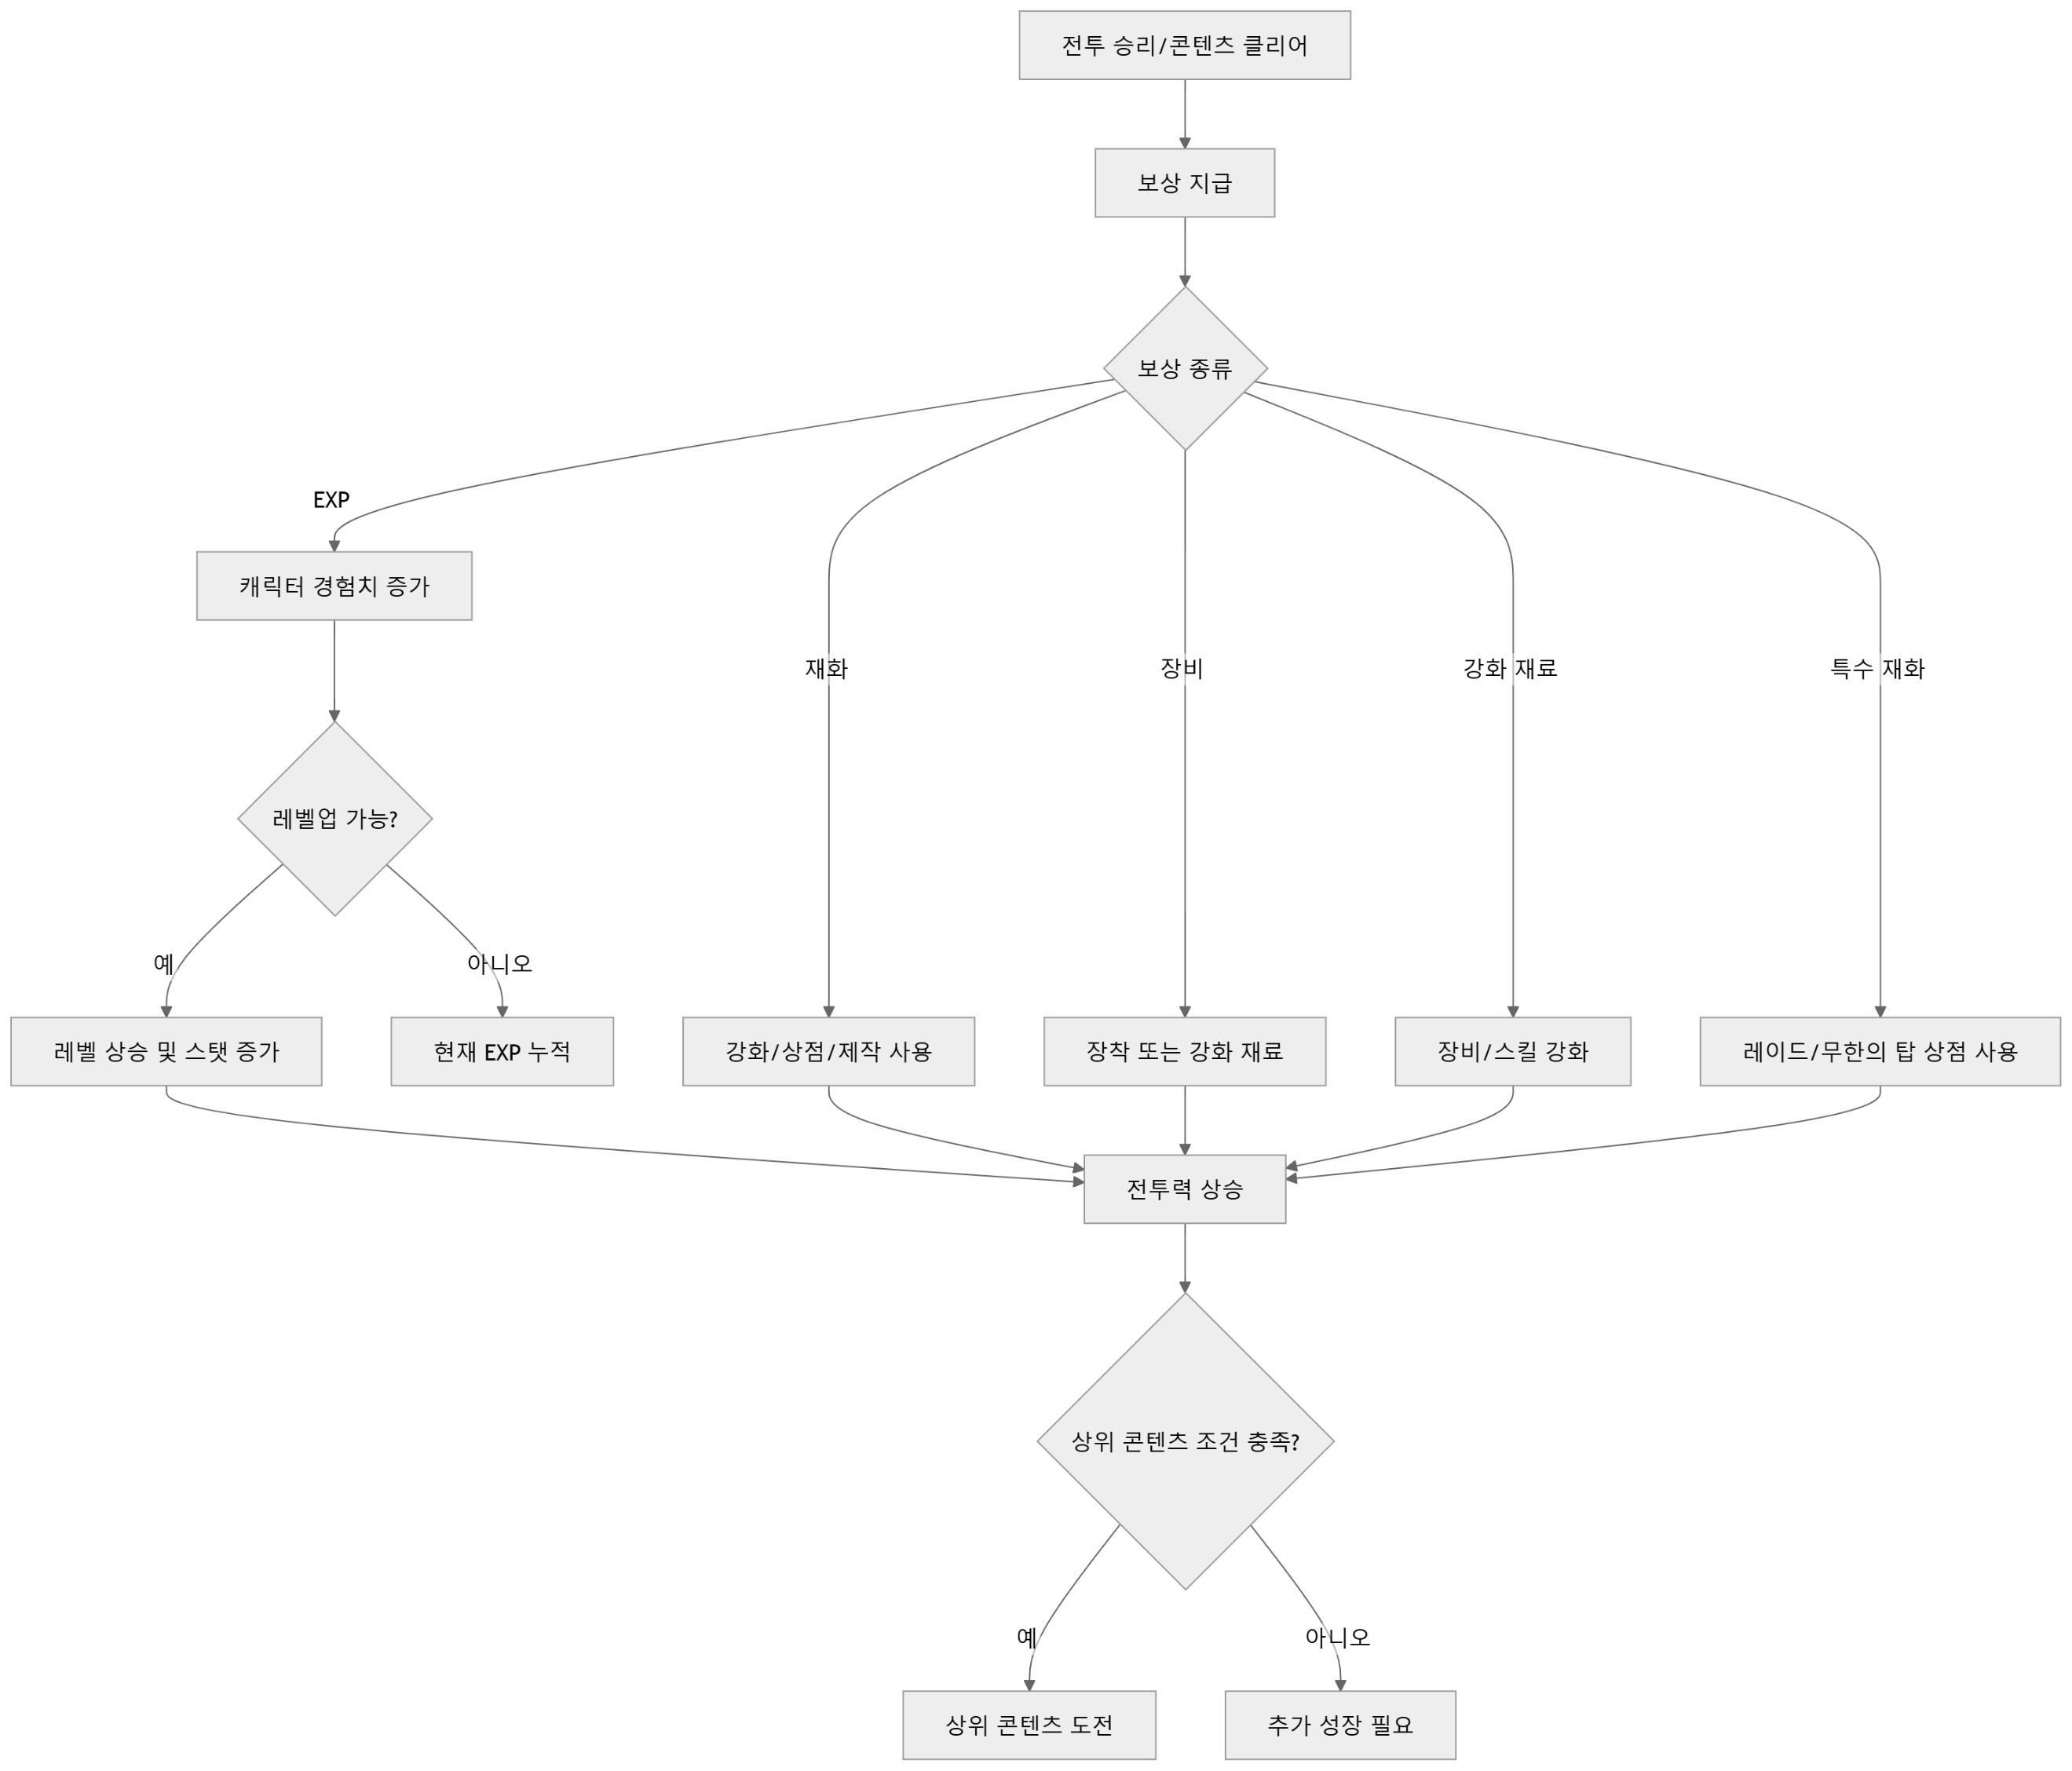 전투 승리/콘텐츠 클리어
보상 지급
보상 종류
EXP
캐릭터 경험치 증가
재화
장비
강화 재료
특수 재화
레벨업 가능?
예
아니오
레벨 상승 및 스탯 증가
현재 EXP 누적
강화/상점/제작 사용
장착 또는 강화 재료
장비/스킬 강화
레이드/무한의 탑 상점 사용
전투력 상승
상위 콘텐츠 조건 충족?
예
아니오
상위 콘텐츠 도전
추가 성장 필요